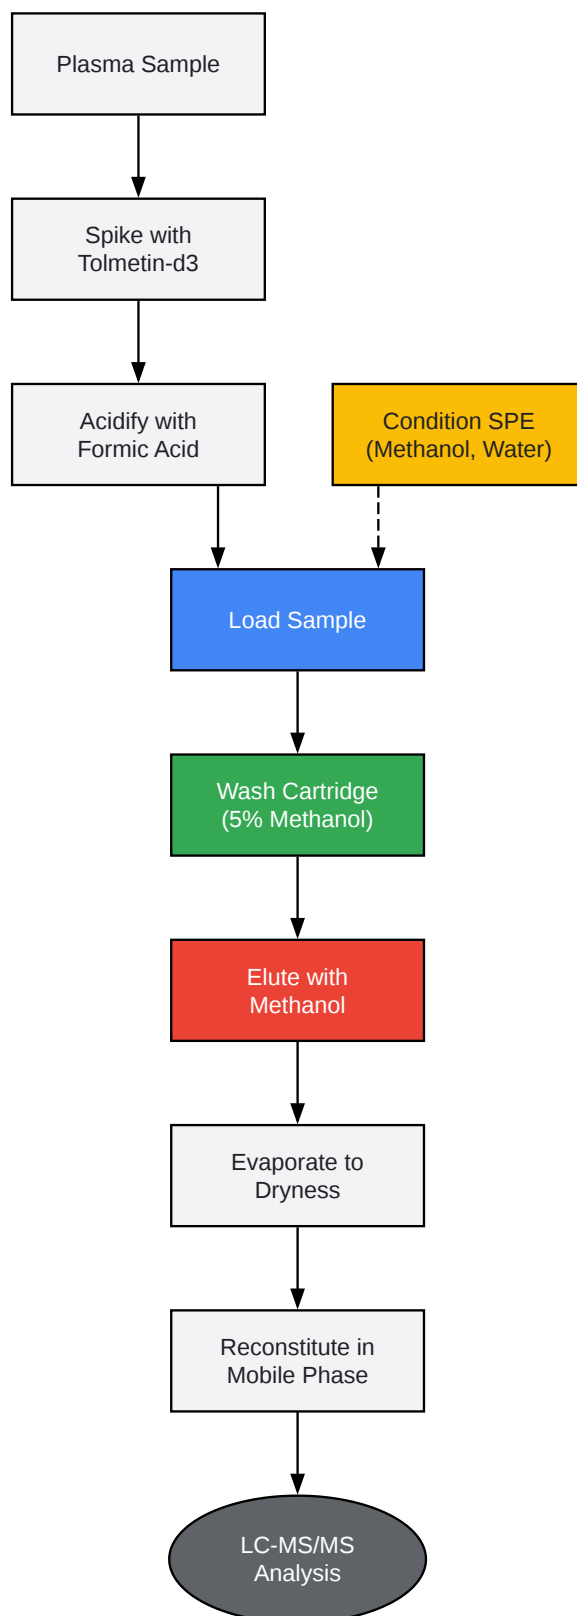 Plasma Sample
Spike with
Tolmetin-d3
Acidify with
Formic Acid
Condition SPE
(Methanol, Water)
Load Sample
Wash Cartridge
(5% Methanol)
Elute with
Methanol
Evaporate to
Dryness
Reconstitute in
Mobile Phase
LC-MS/MS
Analysis